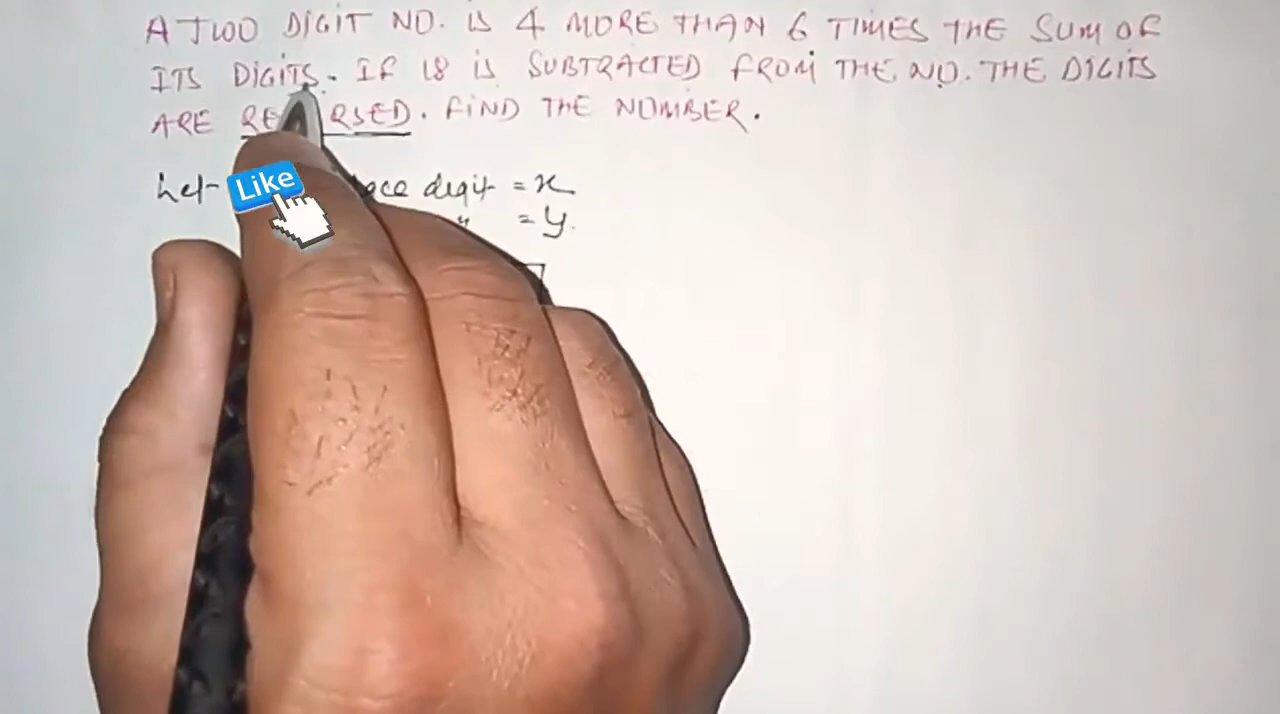 A TWO DIGIT NO. IS 4 MORE THAN 6 TIMES THE SUM OF
ITS DIGITS. IF 18 IS SUBTRACTED FROM THE NO. THE DIGITS
ARE REVERSED. FIND THE NUMBER.
Let digit = x
" = y.
Like